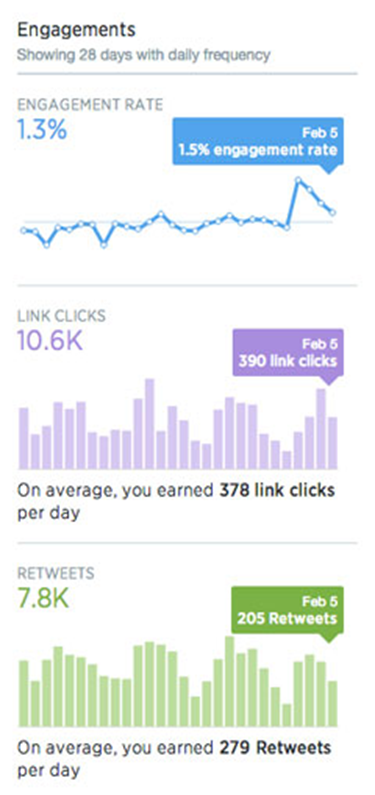 Engagements
Showing 28 days with daily frequency
ENGAGEMENT RATE
1.3%
Feb 5
1.5% engagement rate
LINK CLICKS
10.6K
Feb 5
390 link clicks
On average, you earned 378 link clicks
per day
RETWEETS
7.8K
Feb 5
205 Retweets
On average, you earned 279 Retweets
per day